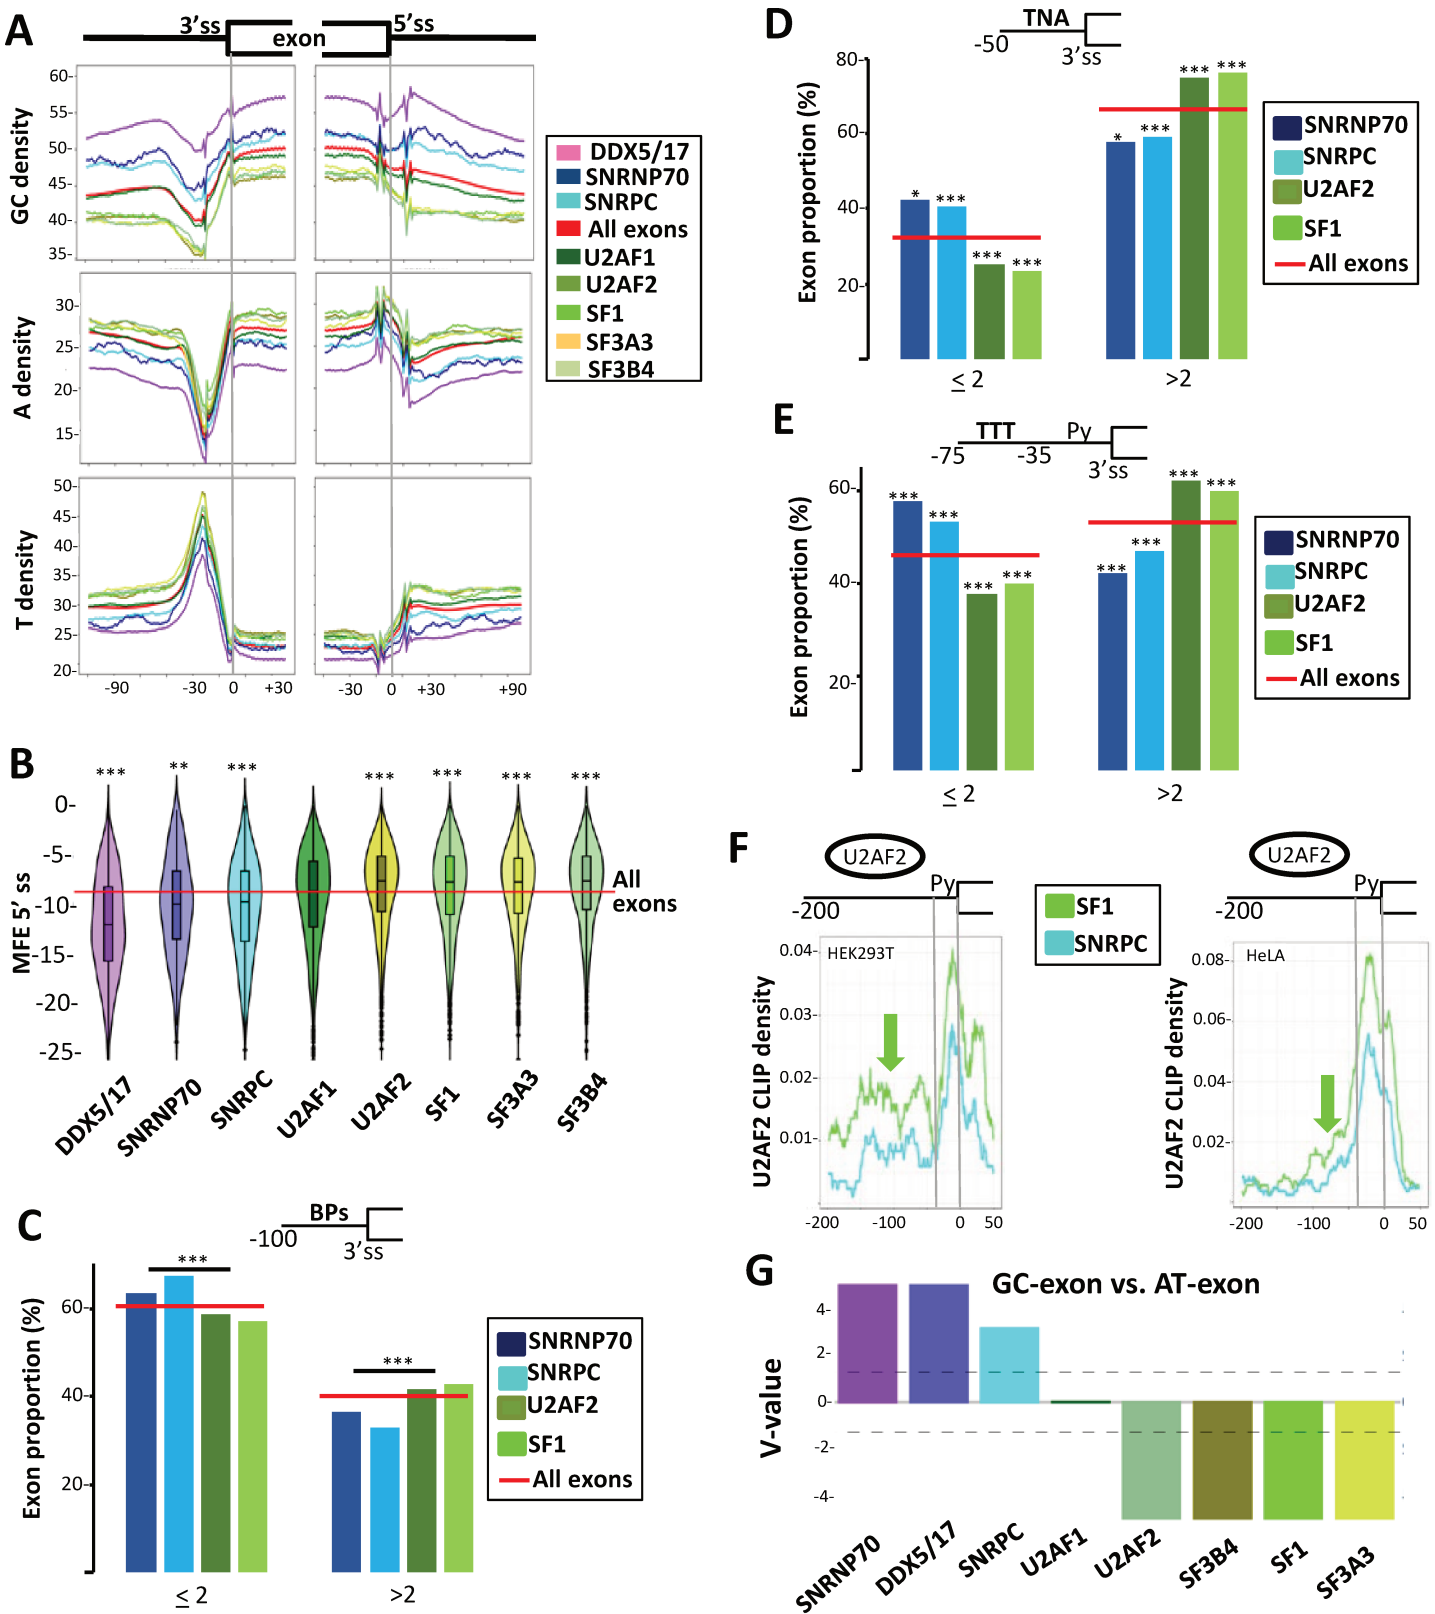 A
3'ss
exon
5'ss
GC density
60-
55-
50-
45-
40-
35-
A density
30-
25-
20-
15-
T density
50-
45-
40-
35-
30-
25-
20-
-90
-30
0
+30
-30
0
+30
+90
DDX5/17
SNRNP70
SNRPC
All exons
U2AF1
U2AF2
SF1
SF3A3
SF3B4
B
MFE 5' ss
0-
-5-
-10-
-15-
-20-
-25-
***
**
***
***
***
***
***
All
exons
DDX5/17
SNRNP70
SNRPC
U2AF1
U2AF2
SF1
SF3A3
SF3B4
C
BPs
-100
3'ss
Exon proportion (%)
60-
40-
20-
***
***
≤ 2
>2
SNRNP70
SNRPC
U2AF2
SF1
All exons
D
TNA
-50
3'ss
Exon proportion (%)
80-
60-
40-
20-
*
***
***
***
*
***
***
***
≤ 2
>2
SNRNP70
SNRPC
U2AF2
SF1
All exons
E
TTT
Py
-75
-35
3'ss
Exon proportion (%)
60-
40-
20-
***
***
***
***
***
***
***
***
≤ 2
>2
SNRNP70
SNRPC
U2AF2
SF1
All exons
F
U2AF2
Py
-200
HEK293T
U2AF2 CLIP density
0.04-
0.03-
0.02-
0.01-
-200
-100
0
50
SF1
SNRPC
U2AF2
Py
-200
HeLA
U2AF2 CLIP density
0.08-
0.06-
0.04-
0.02-
-200
-100
0
50
G
GC-exon vs. AT-exon
V-value
4-
2-
0-
-2-
-4-
SNRNP70
DDX5/17
SNRPC
U2AF1
U2AF2
SF3B4
SF1
SF3A3